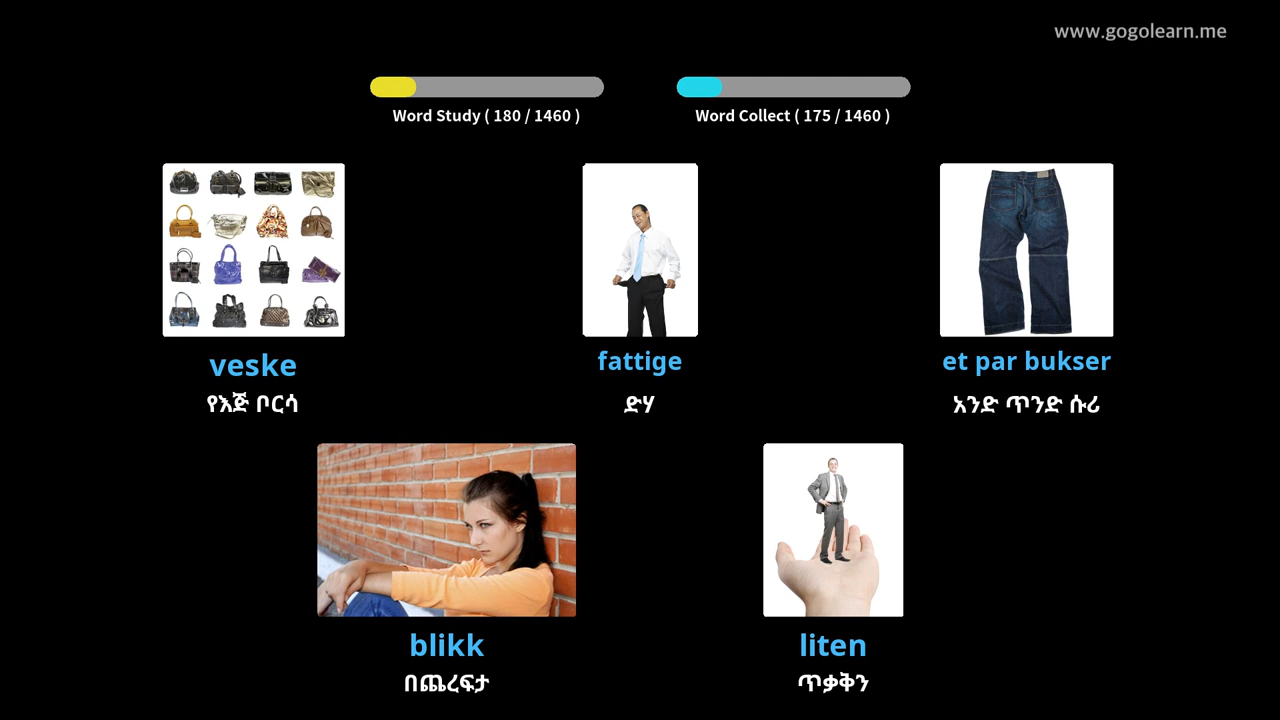 www.gogolearn.me
Word Study ( 180 / 1460 )
Word Collect ( 175 / 1460 )
veske
የእጅ ቦርሳ
fattige
ድሃ
et par bukser
አንድ ጥንድ ሱሪ
blikk
በጨረፍታ
liten
ጥቃቅን